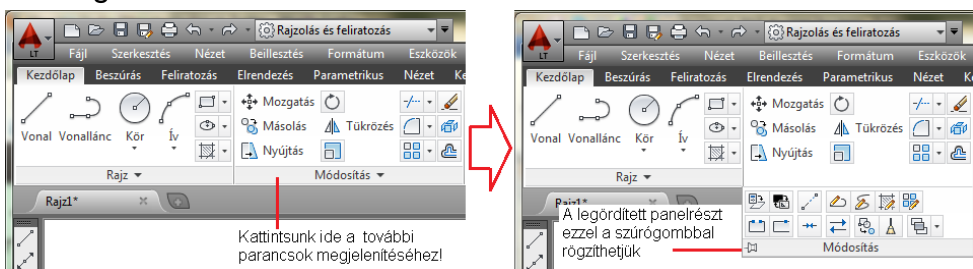 Rajzolás és feliratozás
LT Fájl Szerkesztés Nézet Beillesztés Formátum Eszközök
Kezdőlap Beszúrás Feliratozás Elrendezés Parametrikus Nézet Ke
Mozgatás
Másolás Tükrözés
Vonal Vonallánc Kör Ív
Nyújtás
Rajz Módosítás
Rajz1*
Kattintsunk ide a további
parancsok megjelenítéséhez!
Rajzolás és feliratozás
LT Fájl Szerkesztés Nézet Beillesztés Formátum Eszközök
Kezdőlap Beszúrás Feliratozás Elrendezés Parametrikus Nézet K
Mozgatás
Másolás Tükrözés
Vonal Vonallánc Kör Ív
Nyújtás
Rajz
A legördített panelrészt
ezzel a szúrógombbal
rögzíthetjük
Módosítás